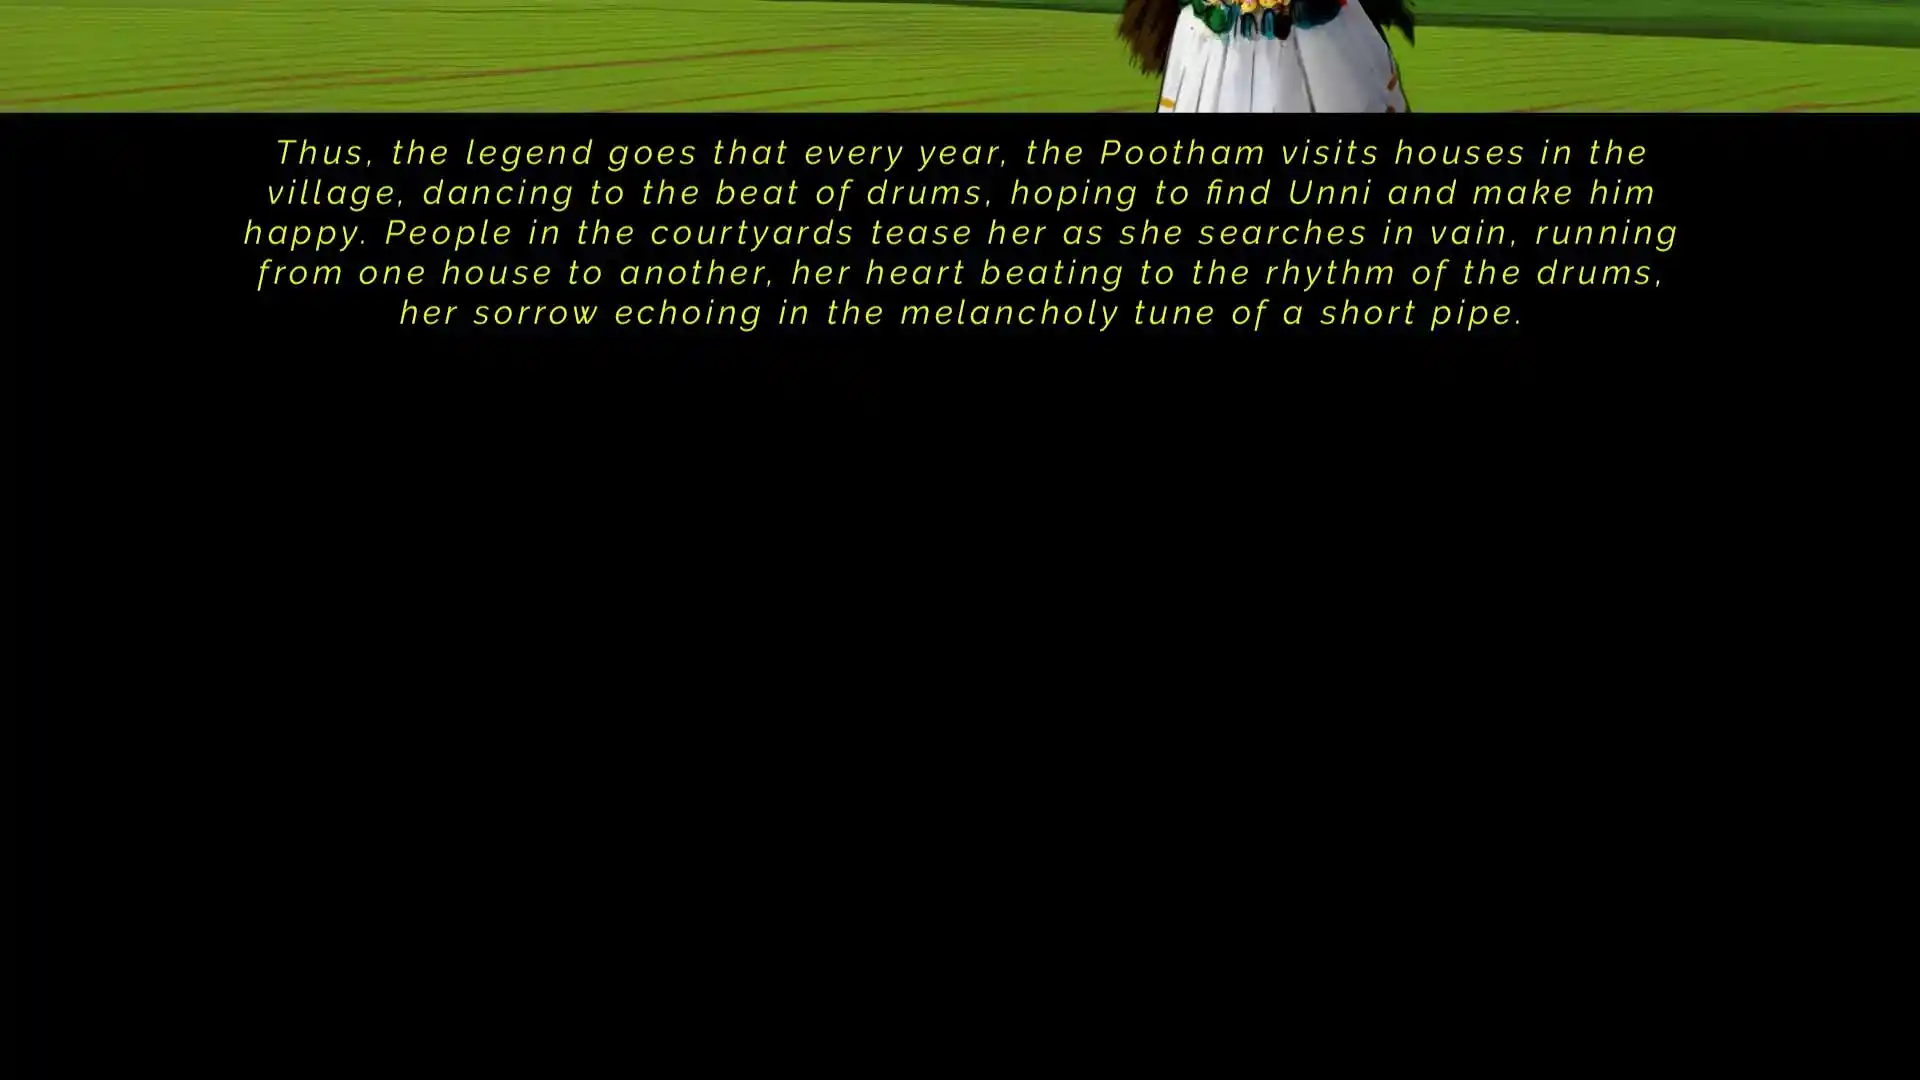 Thus, the legend goes that every year, the Pootham visits houses in the
village, dancing to the beat of drums, hoping to find Unni and make him
happy. People in the courtyards tease her as she searches in vain, running
from one house to another, her heart beating to the rhythm of the drums,
her sorrow echoing in the melancholy tune of a short pipe.